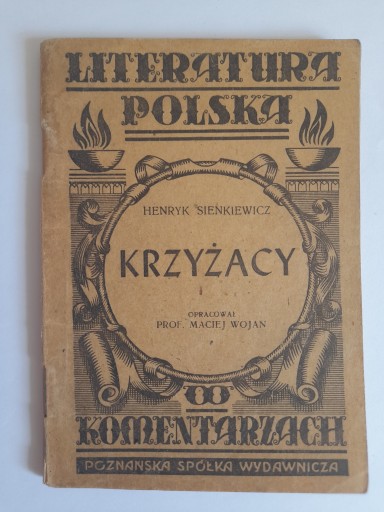 LITERATURA
POLSKA
HENRYK SIENKIEWICZ
KRZYŻACY
OPRACOWAŁ
PROF. MACIEJ WOJAN
W
KOMENTARZACH
POZNAŃSKA SPÓŁKA WYDAWNICZA